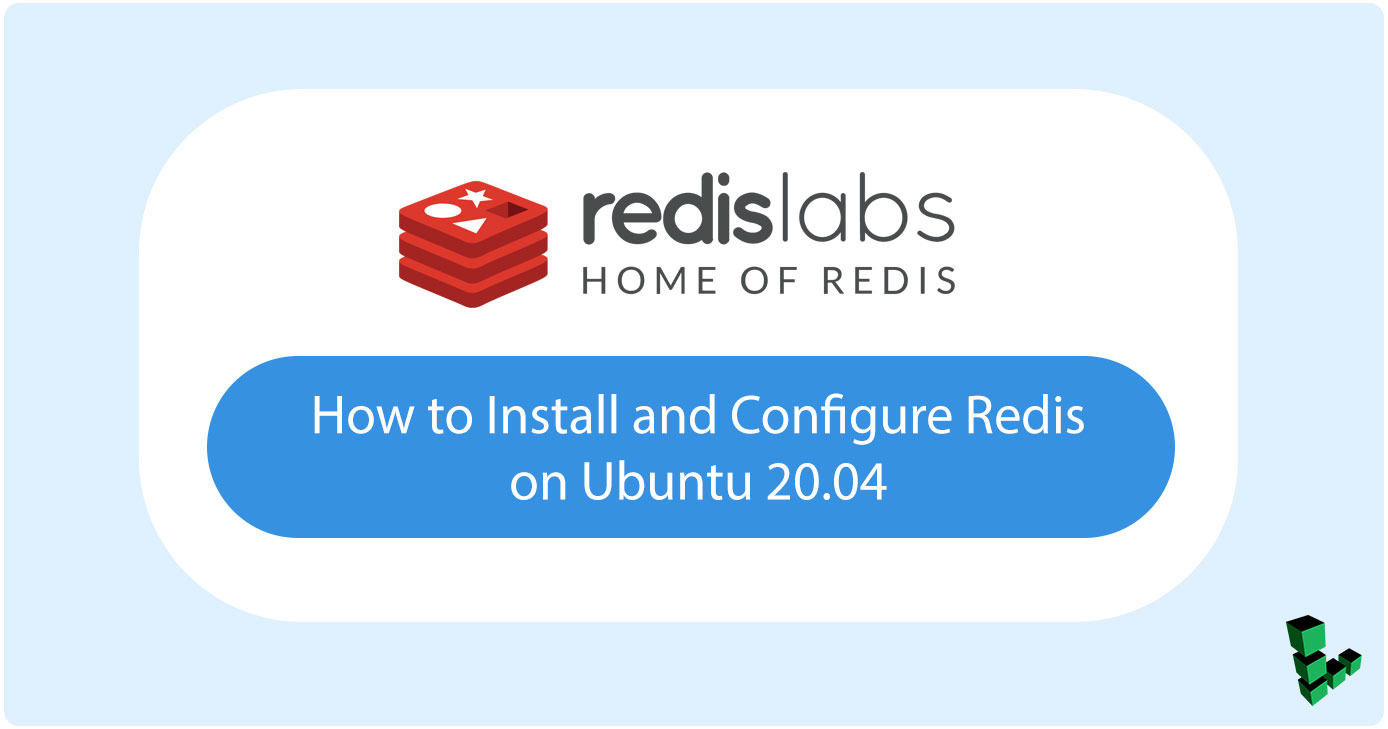 redislabs
HOME OF REDIS
How to Install and Configure Redis
on Ubuntu 20.04